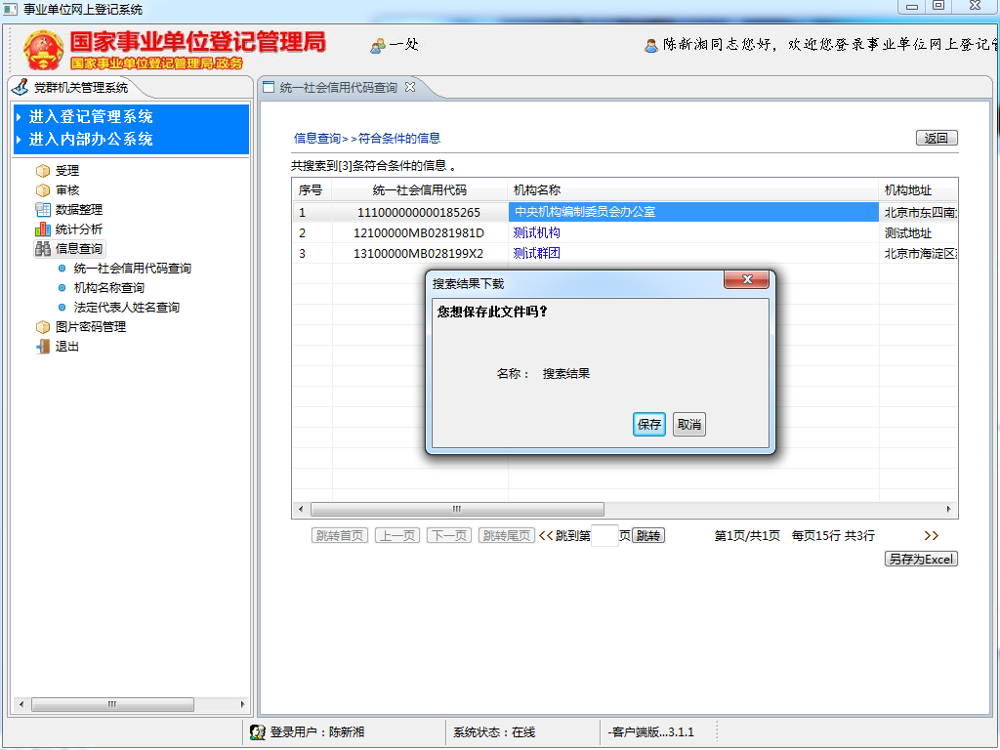 事业单位网上登记系统
国家事业单位登记管理局
国家事业单位登记管理局.政务
一处
陈新湘同志您好，欢迎您登录事业单位网上登记
党群机关管理系统
统一社会信用代码查询
进入登记管理系统
进入内部办公系统
受理
审核
数据整理
统计分析
信息查询
统一社会信用代码查询
机构名称查询
法定代表人姓名查询
图片密码管理
退出
信息查询>>符合条件的信息
返回
共搜索到[3]条符合条件的信息 。
序号 统一社会信用代码 机构名称 机构地址
1 111000000000185265 中央机构编制委员会办公室 北京市东四南
2 12100000MB0281981D 测试机构 测试地址
3 13100000MB028199X2 测试群团 北京市海淀区
搜索结果下载
您想保存此文件吗？
名称： 搜索结果
保存 取消
跳转首页 上一页 下一页 跳转尾页 << 跳到第 页 跳转 第1页/共1页 每页15行 共3行 >>
另存为Excel
登录用户：陈新湘 系统状态：在线 -客户端版...3.1.1